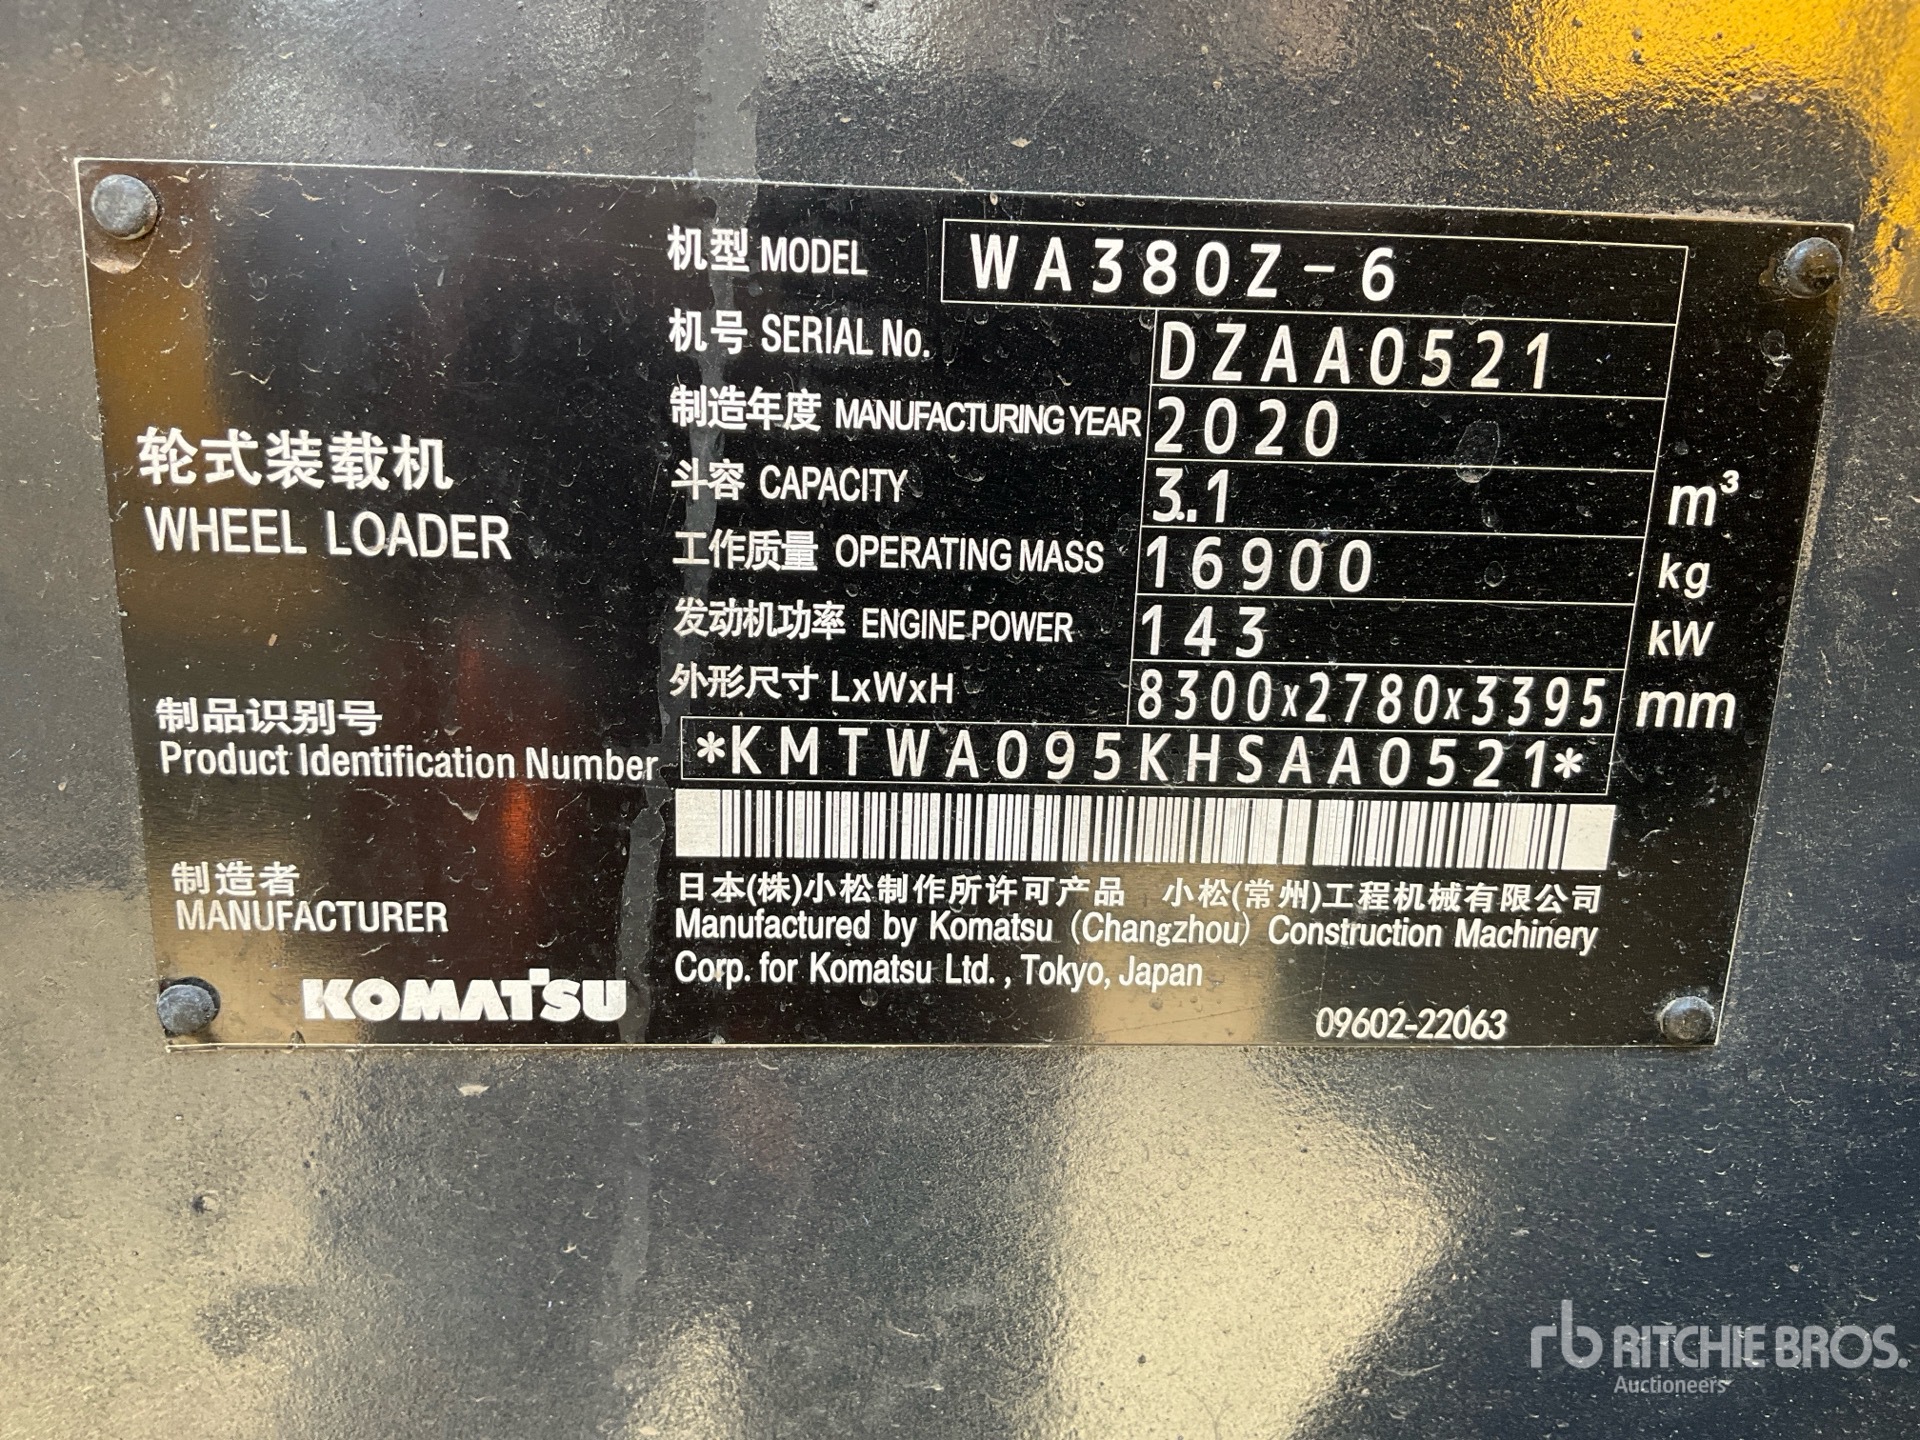 机型 MODEL WA380Z-6
机号 SERIAL No. DZAA0521
制造年度 MANUFACTURING YEAR 2020
斗容 CAPACITY 3.1 m³
工作质量 OPERATING MASS 16900 kg
发动机功率 ENGINE POWER 143 kW
外形尺寸 LxWxH 8300x2780x3395 mm
轮式装载机
WHEEL LOADER
制品识别号
Product Identification Number *KMTWA095KHSAA0521*
制造者
MANUFACTURER
日本(株)小松制作所许可产品 小松(常州)工程机械有限公司
Manufactured by Komatsu (Changzhou) Construction Machinery
Corp. for Komatsu Ltd., Tokyo, Japan
KOMATSU
09602-22063
rb RITCHIE BROS.
Auctioneers